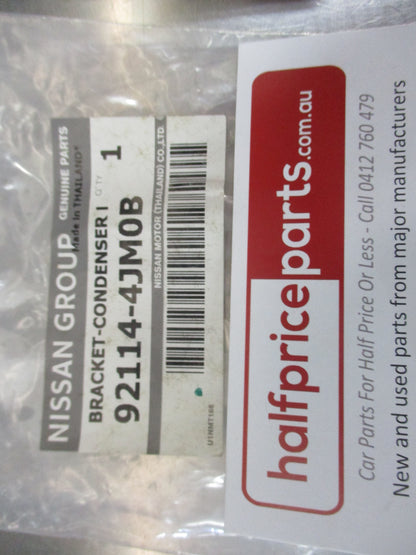 NISSAN GROUP GENUINE PARTS
Made in THAILAND*
BRACKET-CONDENSER I Q'TY 1
92114-4JM0B
NISSAN MOTOR (THAILAND) CO.,LTD.
U1NMT16E
halfpriceparts.com.au
Car Parts For Half Price Or Less - Call 0412 760 479
New and used parts from major manufacturers